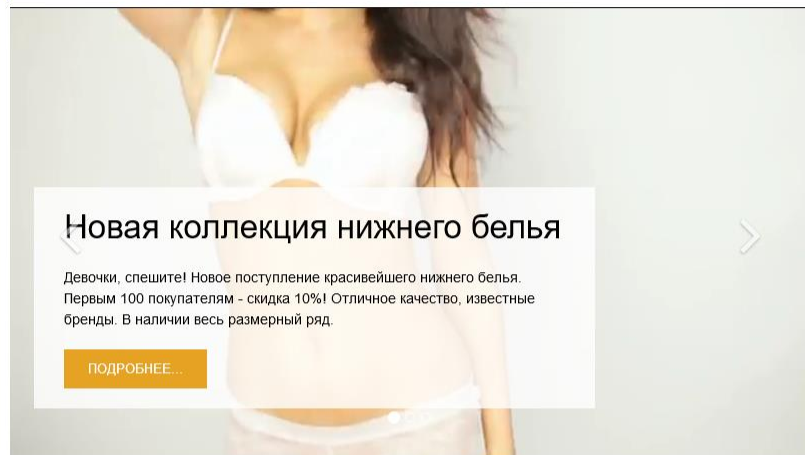 Новая коллекция нижнего белья
Девочки, спешите! Новое поступление красивейшего нижнего белья.
Первым 100 покупателям - скидка 10%! Отличное качество, известные
бренды. В наличии весь размерный ряд.
ПОДРОБНЕЕ...